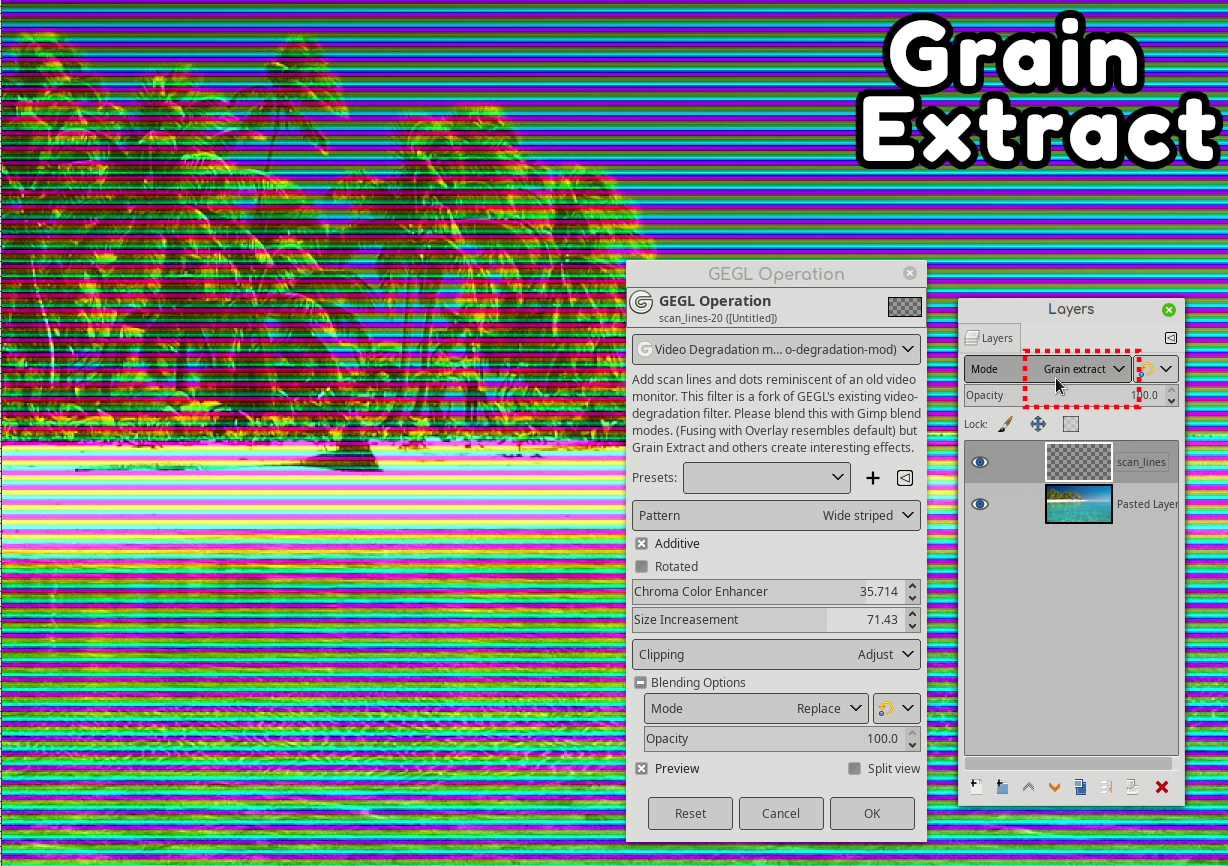 Grain
Extract
GEGL Operation
GEGL Operation
scan_lines-20 ([Untitled])
Video Degradation m... o-degradation-mod)
Add scan lines and dots reminiscent of an old video
monitor. This filter is a fork of GEGL's existing video-
degradation filter. Please blend this with Gimp blend
modes. (Fusing with Overlay resembles default) but
Grain Extract and others create interesting effects.
Presets:
Pattern Wide striped
Additive
Rotated
Chroma Color Enhancer 35.714
Size Increasement 71.43
Clipping Adjust
Blending Options
Mode Replace
Opacity 100.0
Preview Split view
Reset Cancel OK
Layers
Layers
Mode Grain extract
Opacity 100.0
Lock:
scan_lines
Pasted Layer